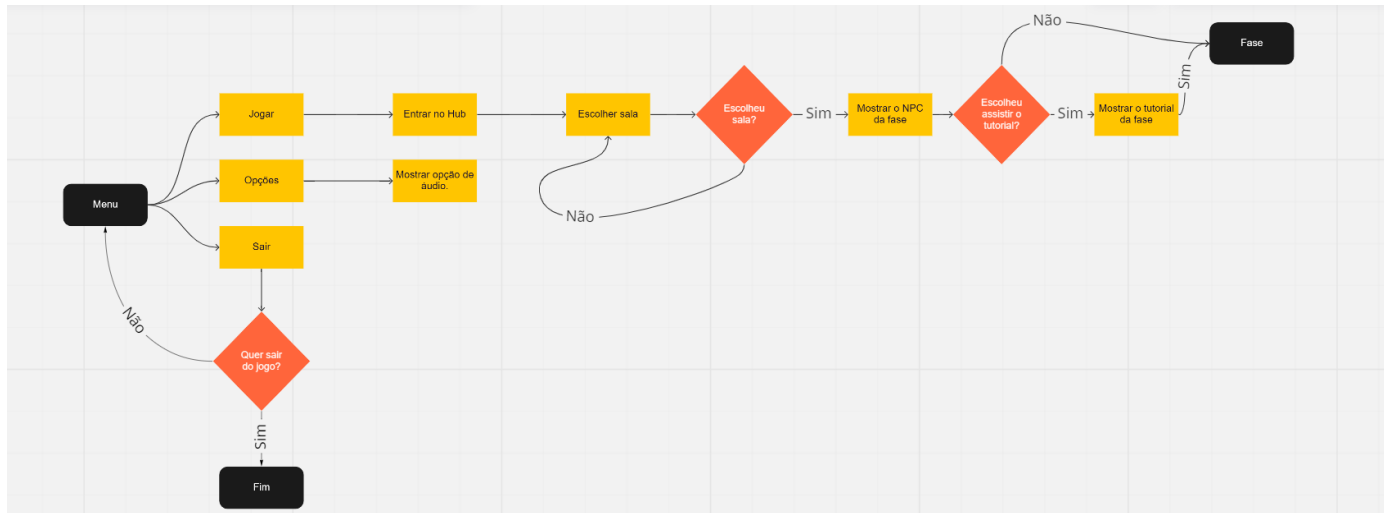 Não
Fase
Jogar
Entrar no Hub
Escolher sala
Escolheu
sala?
Sim
Mostrar o NPC
da fase
Escolheu
assistir o
tutorial?
Sim
Mostrar o tutorial
da fase
Sim
Opções
Mostrar opção de
áudio.
Menu
Não
Sair
Não
Quer sair
do jogo?
Sim
Fim